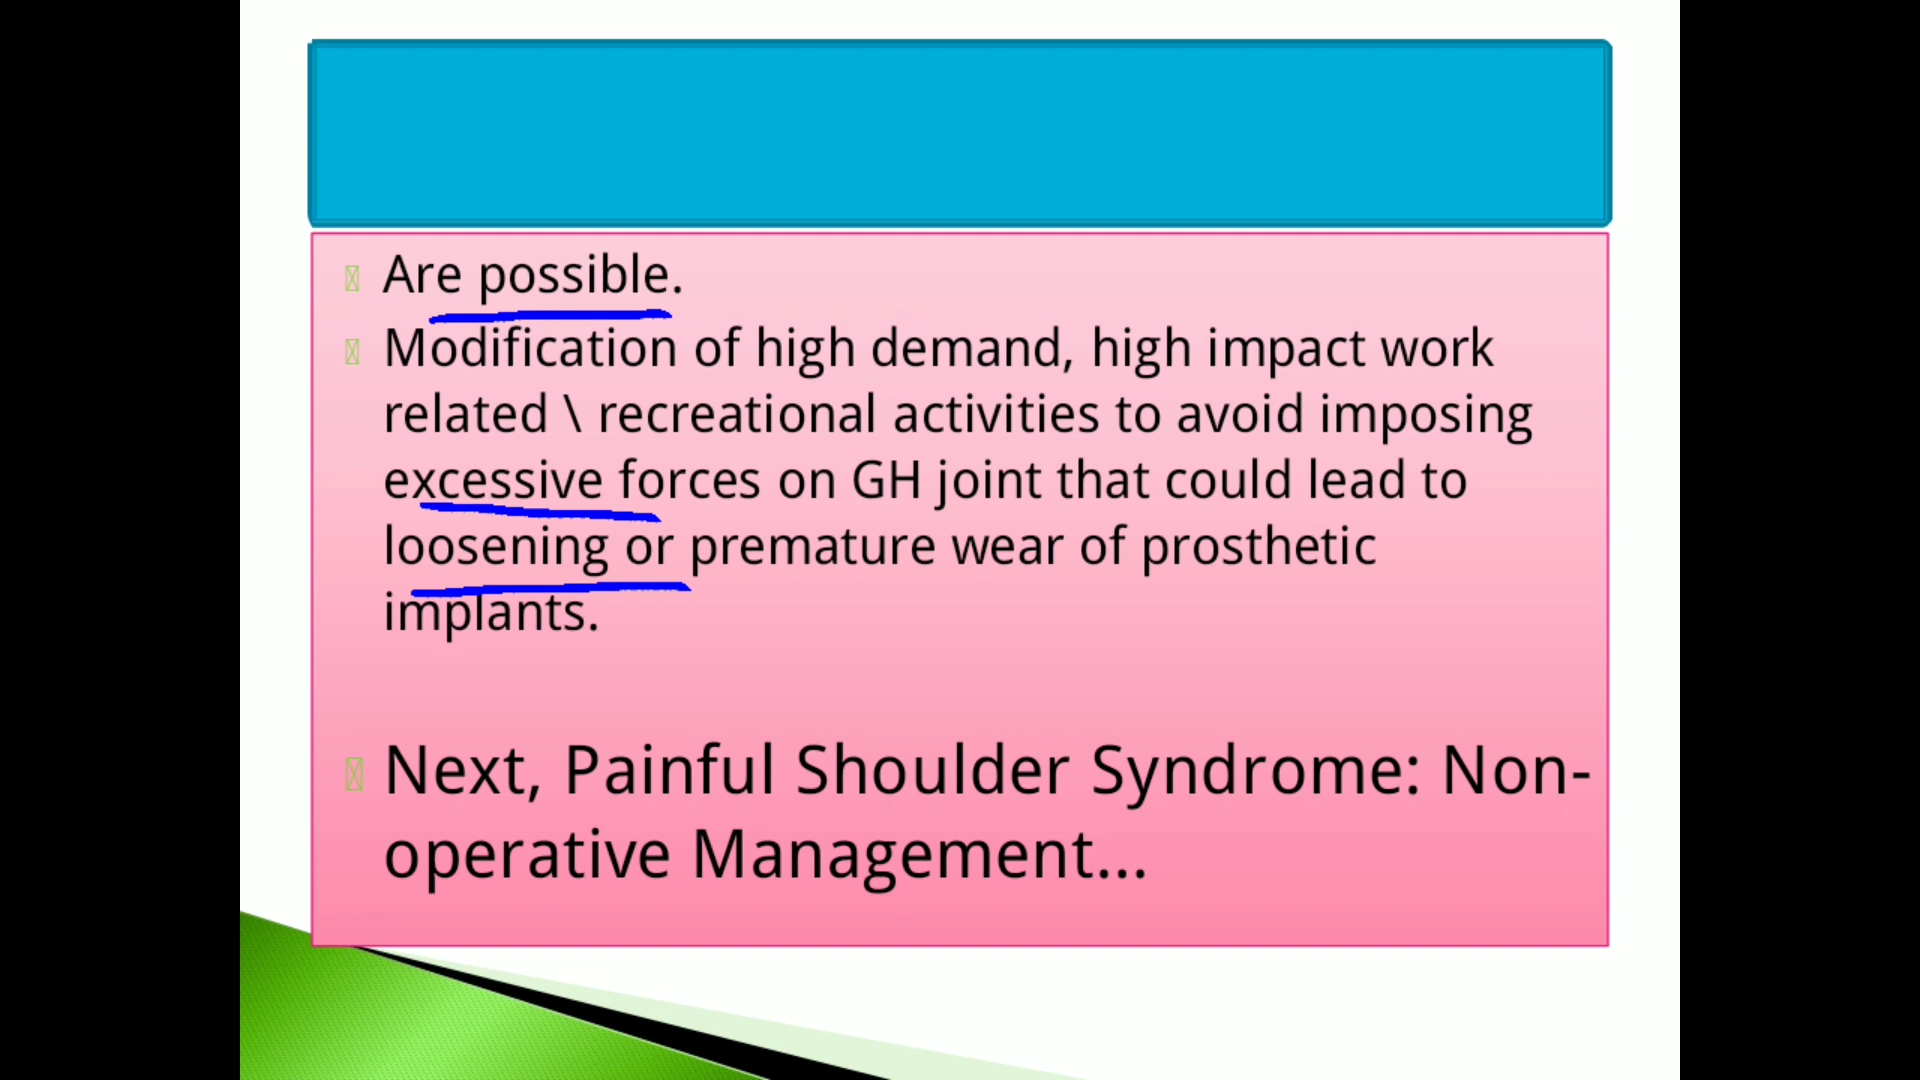 Are possible.
Modification of high demand, high impact work
related \ recreational activities to avoid imposing
excessive forces on GH joint that could lead to
loosening or premature wear of prosthetic
implants.
Next, Painful Shoulder Syndrome: Non-
operative Management...